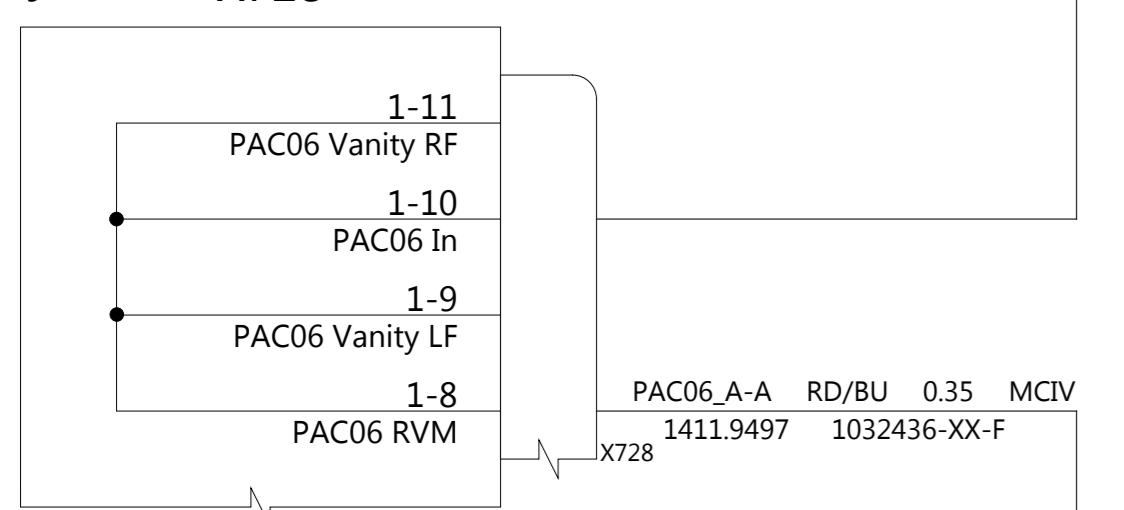 1-11
PAC06 Vanity RF
1-10
PAC06 In
1-9
PAC06 Vanity LF
1-8
PAC06 RVM
PAC06_A-A RD/BU 0.35 MCIV
1411.9497 1032436-XX-F
X728